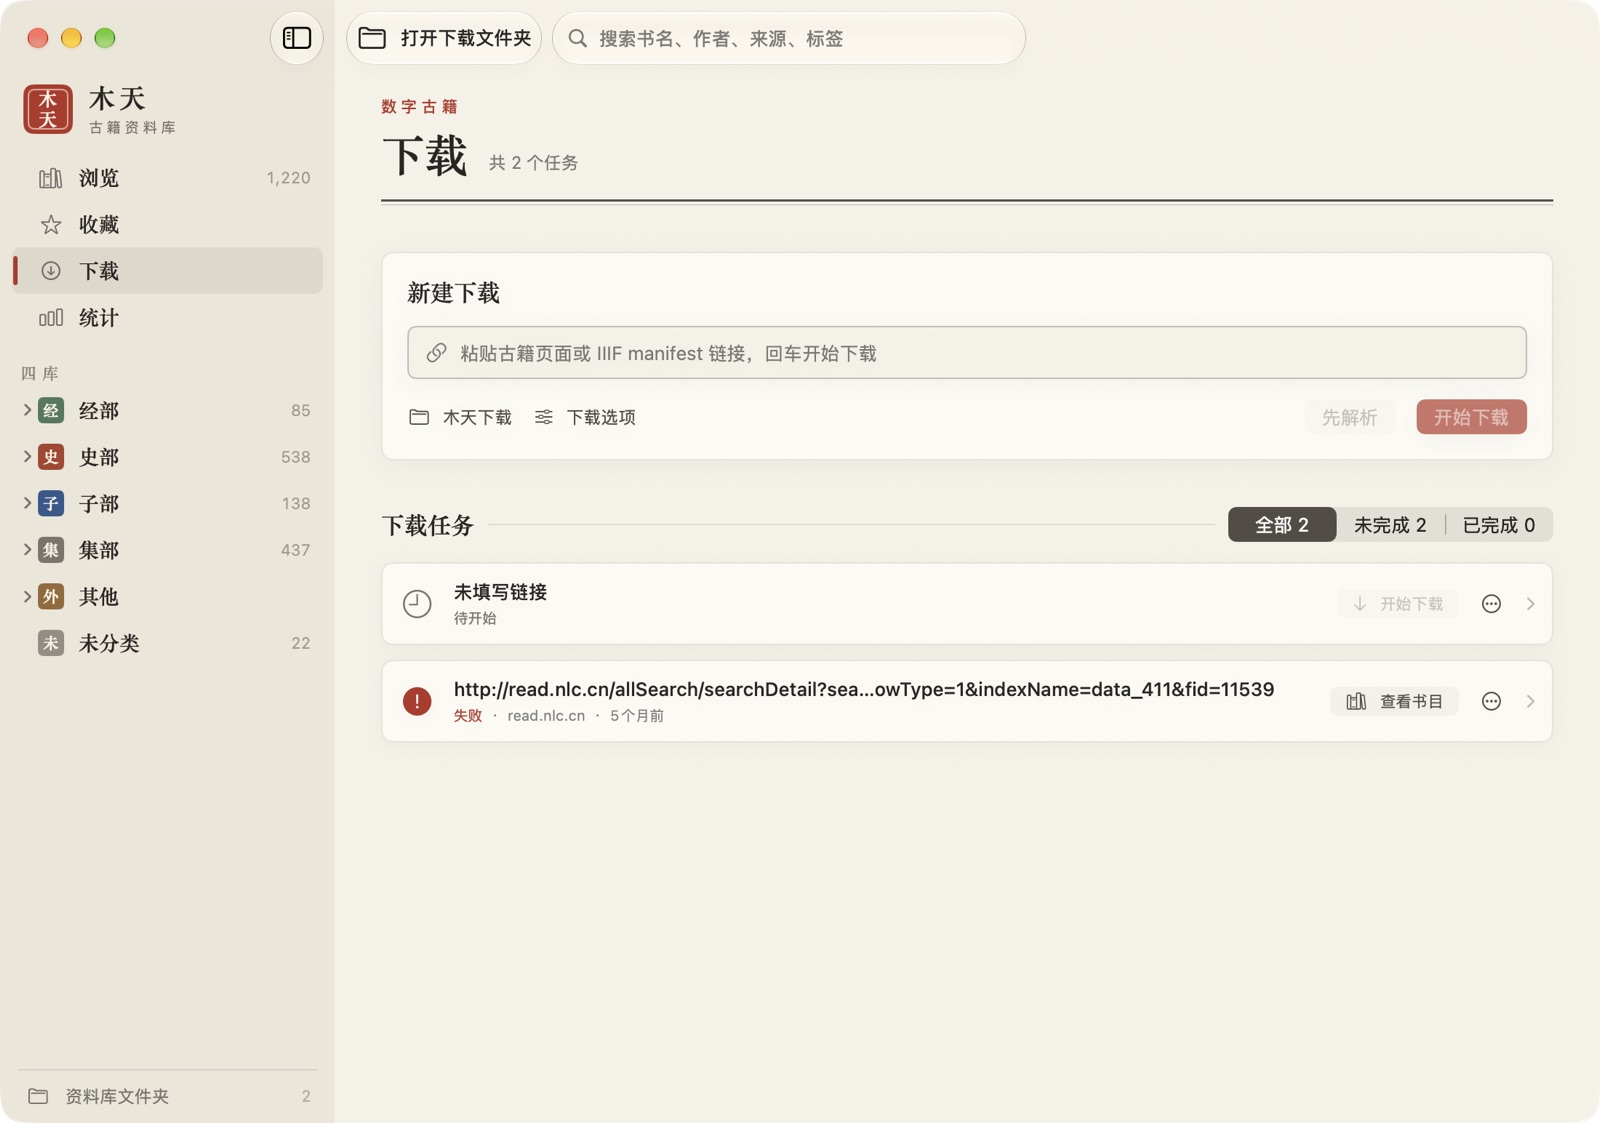 打开下载文件夹
搜索书名、作者、来源、标签
木天
木天
古籍资料库
浏览 1,220
收藏
下载
统计
四库
经 经部 85
史 史部 538
子 子部 138
集 集部 437
外 其他
未 未分类 22
资料库文件夹 2
数字古籍
下载 共 2 个任务
新建下载
粘贴古籍页面或 IIIF manifest 链接，回车开始下载
木天下载 下载选项 先解析 开始下载
下载任务 全部 2 未完成 2 已完成 0
未填写链接
待开始
开始下载
http://read.nlc.cn/allSearch/searchDetail?sea...owType=1&indexName=data_411&fid=11539
失败 · read.nlc.cn · 5个月前
查看书目